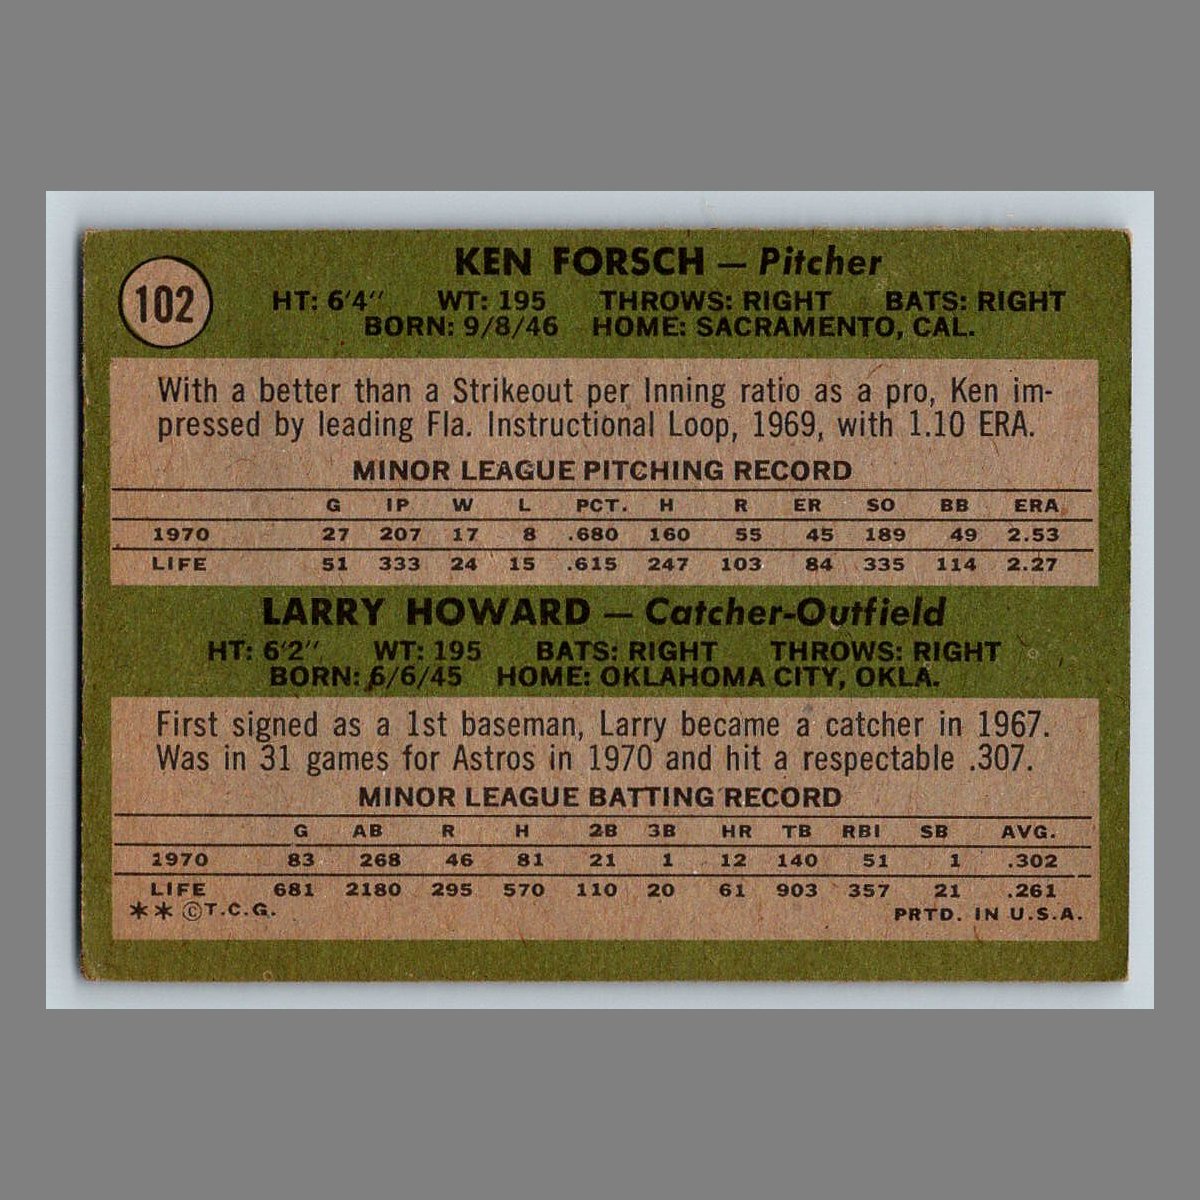 KEN FORSCH — Pitcher
102
HT: 6'4" WT: 195 THROWS: RIGHT BATS: RIGHT
BORN: 9/8/46 HOME: SACRAMENTO, CAL.
With a better than a Strikeout per Inning ratio as a pro, Ken im-
pressed by leading Fla. Instructional Loop, 1969, with 1.10 ERA.
MINOR LEAGUE PITCHING RECORD
G IP W L PCT. H R ER SO BB ERA
1970 27 207 17 8 .680 160 55 45 189 49 2.53
LIFE 51 333 24 15 .615 247 103 84 335 114 2.27
LARRY HOWARD — Catcher-Outfield
HT: 6'2" WT: 195 BATS: RIGHT THROWS: RIGHT
BORN: 6/6/45 HOME: OKLAHOMA CITY, OKLA.
First signed as a 1st baseman, Larry became a catcher in 1967.
Was in 31 games for Astros in 1970 and hit a respectable .307.
MINOR LEAGUE BATTING RECORD
G AB R H 2B 3B HR TB RBI SB AVG.
1970 83 268 46 81 21 1 12 140 51 1 .302
LIFE 681 2180 295 570 110 20 61 903 357 21 .261
** ©T.C.G. PRTD. IN U.S.A.